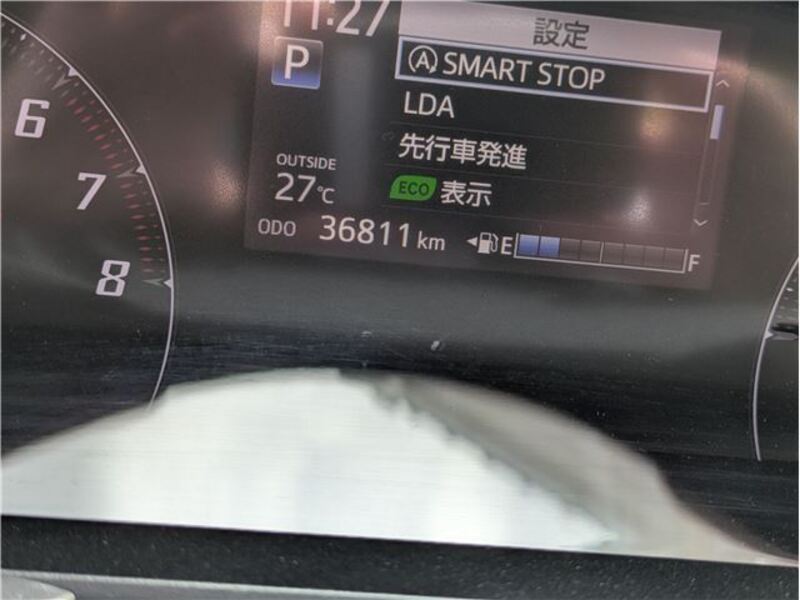 11:27
設定
P
SMART STOP
LDA
先行車発進
ECO 表示
OUTSIDE
27℃
ODO 36811 km
E F
6
7
8